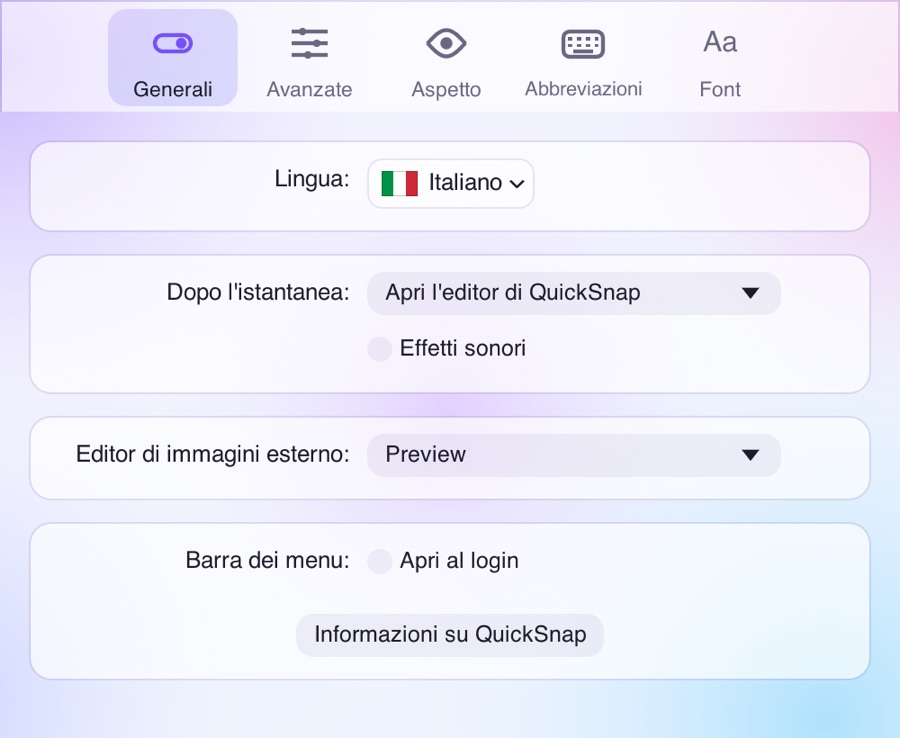 Generali
Avanzate
Aspetto
Abbreviazioni
Aa
Font
Lingua: Italiano
Dopo l'istantanea: Apri l'editor di QuickSnap
Effetti sonori
Editor di immagini esterno: Preview
Barra dei menu: Apri al login
Informazioni su QuickSnap